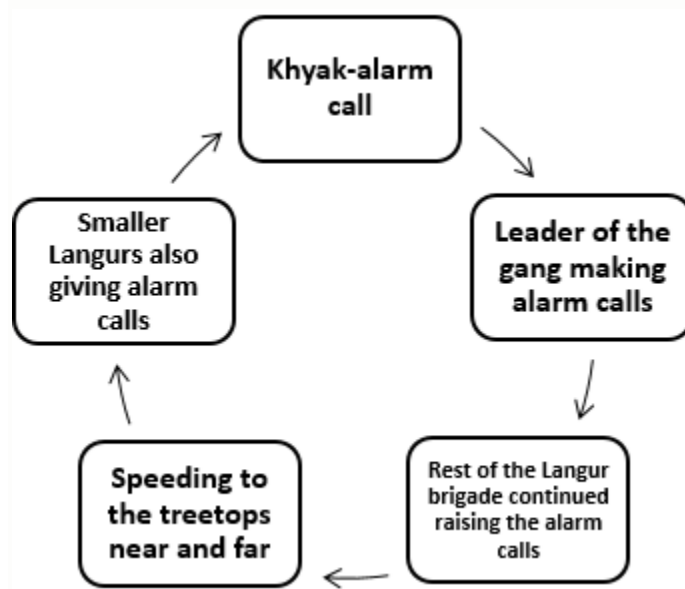 Khyak-alarm
call
Leader of the
gang making
alarm calls
Rest of the Langur
brigade continued
raising the alarm
calls
Speeding to
the treetops
near and far
Smaller
Langurs also
giving alarm
calls